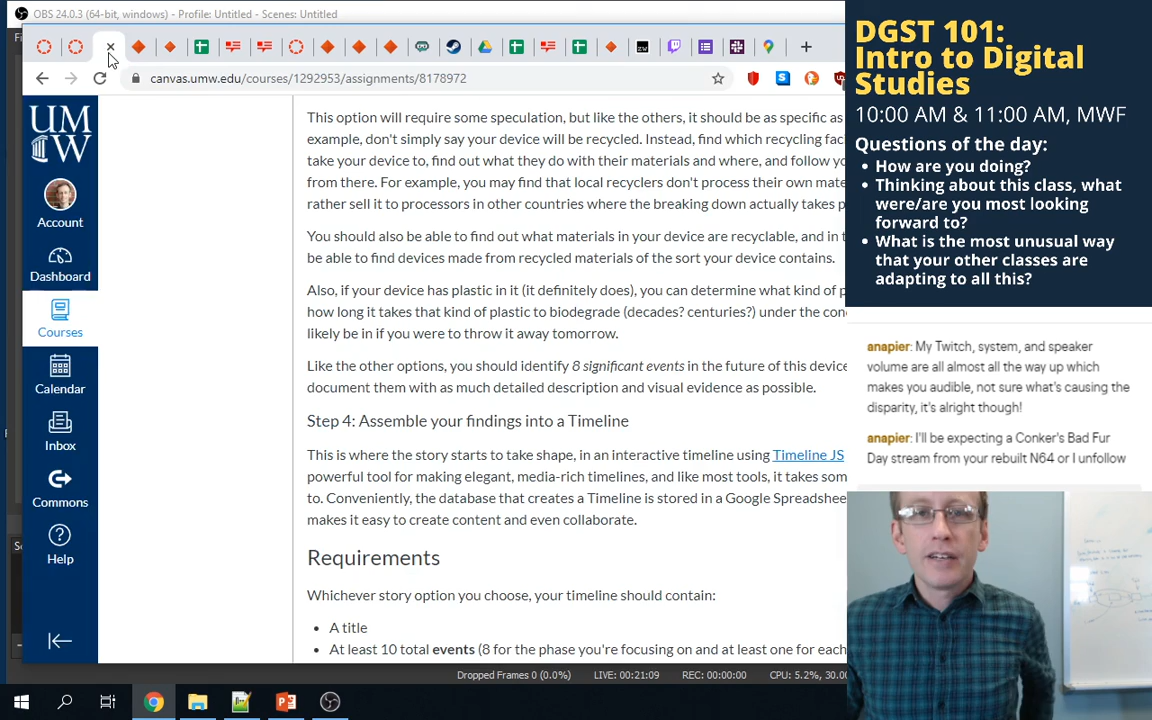 OBS 24.0.3 (64-bit, windows) - Profile: Untitled - Scenes: Untitled
canvas.umw.edu/courses/1292953/assignments/8178972
UMW
Account
Dashboard
Courses
Calendar
Inbox
Commons
Help
This option will require some speculation, but like the others, it should be as specific as
example, don't simply say your device will be recycled. Instead, find which recycling faci
take your device to, find out what they do with their materials and where, and follow yo
from there. For example, you may find that local recyclers don't process their own mate
rather sell it to processors in other countries where the breaking down actually takes p
You should also be able to find out what materials in your device are recyclable, and in t
be able to find devices made from recycled materials of the sort your device contains.
Also, if your device has plastic in it (it definitely does), you can determine what kind of p
how long it takes that kind of plastic to biodegrade (decades? centuries?) under the con
likely be in if you were to throw it away tomorrow.
Like the other options, you should identify 8 significant events in the future of this device
document them with as much detailed description and visual evidence as possible.
Step 4: Assemble your findings into a Timeline
This is where the story starts to take shape, in an interactive timeline using Timeline JS
powerful tool for making elegant, media-rich timelines, and like most tools, it takes som
to. Conveniently, the database that creates a Timeline is stored in a Google Spreadshee
makes it easy to create content and even collaborate.
Requirements
Whichever story option you choose, your timeline should contain:
• A title
• At least 10 total events (8 for the phase you're focusing on and at least one for each
Dropped Frames 0 (0.0%) LIVE: 00:21:09 REC: 00:00:00 CPU: 5.2%, 30.00
DGST 101:
Intro to Digital
Studies
10:00 AM & 11:00 AM, MWF
Questions of the day:
• How are you doing?
• Thinking about this class, what
were/are you most looking
forward to?
• What is the most unusual way
that your other classes are
adapting to all this?
anapier: My Twitch, system, and speaker
volume are all almost all the way up which
makes you audible, not sure what's causing the
disparity, it's alright though!
anapier: I'll be expecting a Conker's Bad Fur
Day stream from your rebuilt N64 or I unfollow